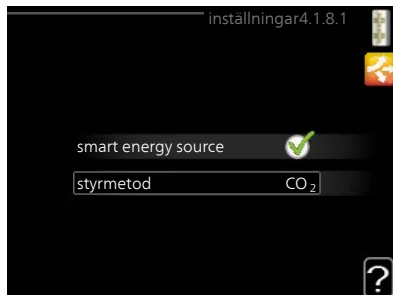 inställningar4.1.8.1
smart energy source
styrmetod CO₂
?